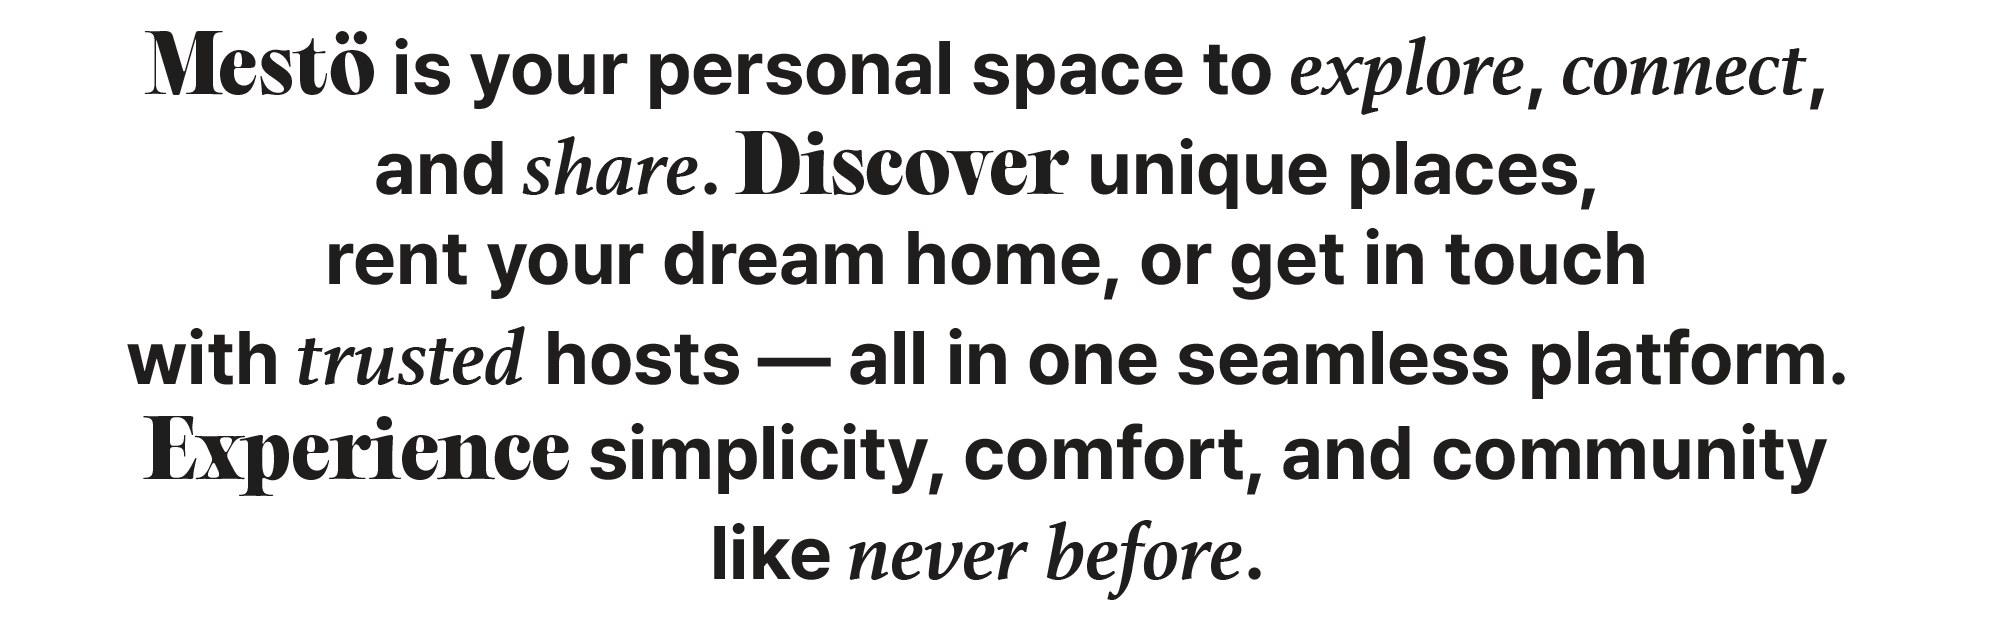 Mestö is your personal space to explore, connect,
and share. Discover unique places,
rent your dream home, or get in touch
with trusted hosts — all in one seamless platform.
Experience simplicity, comfort, and community
like never before.